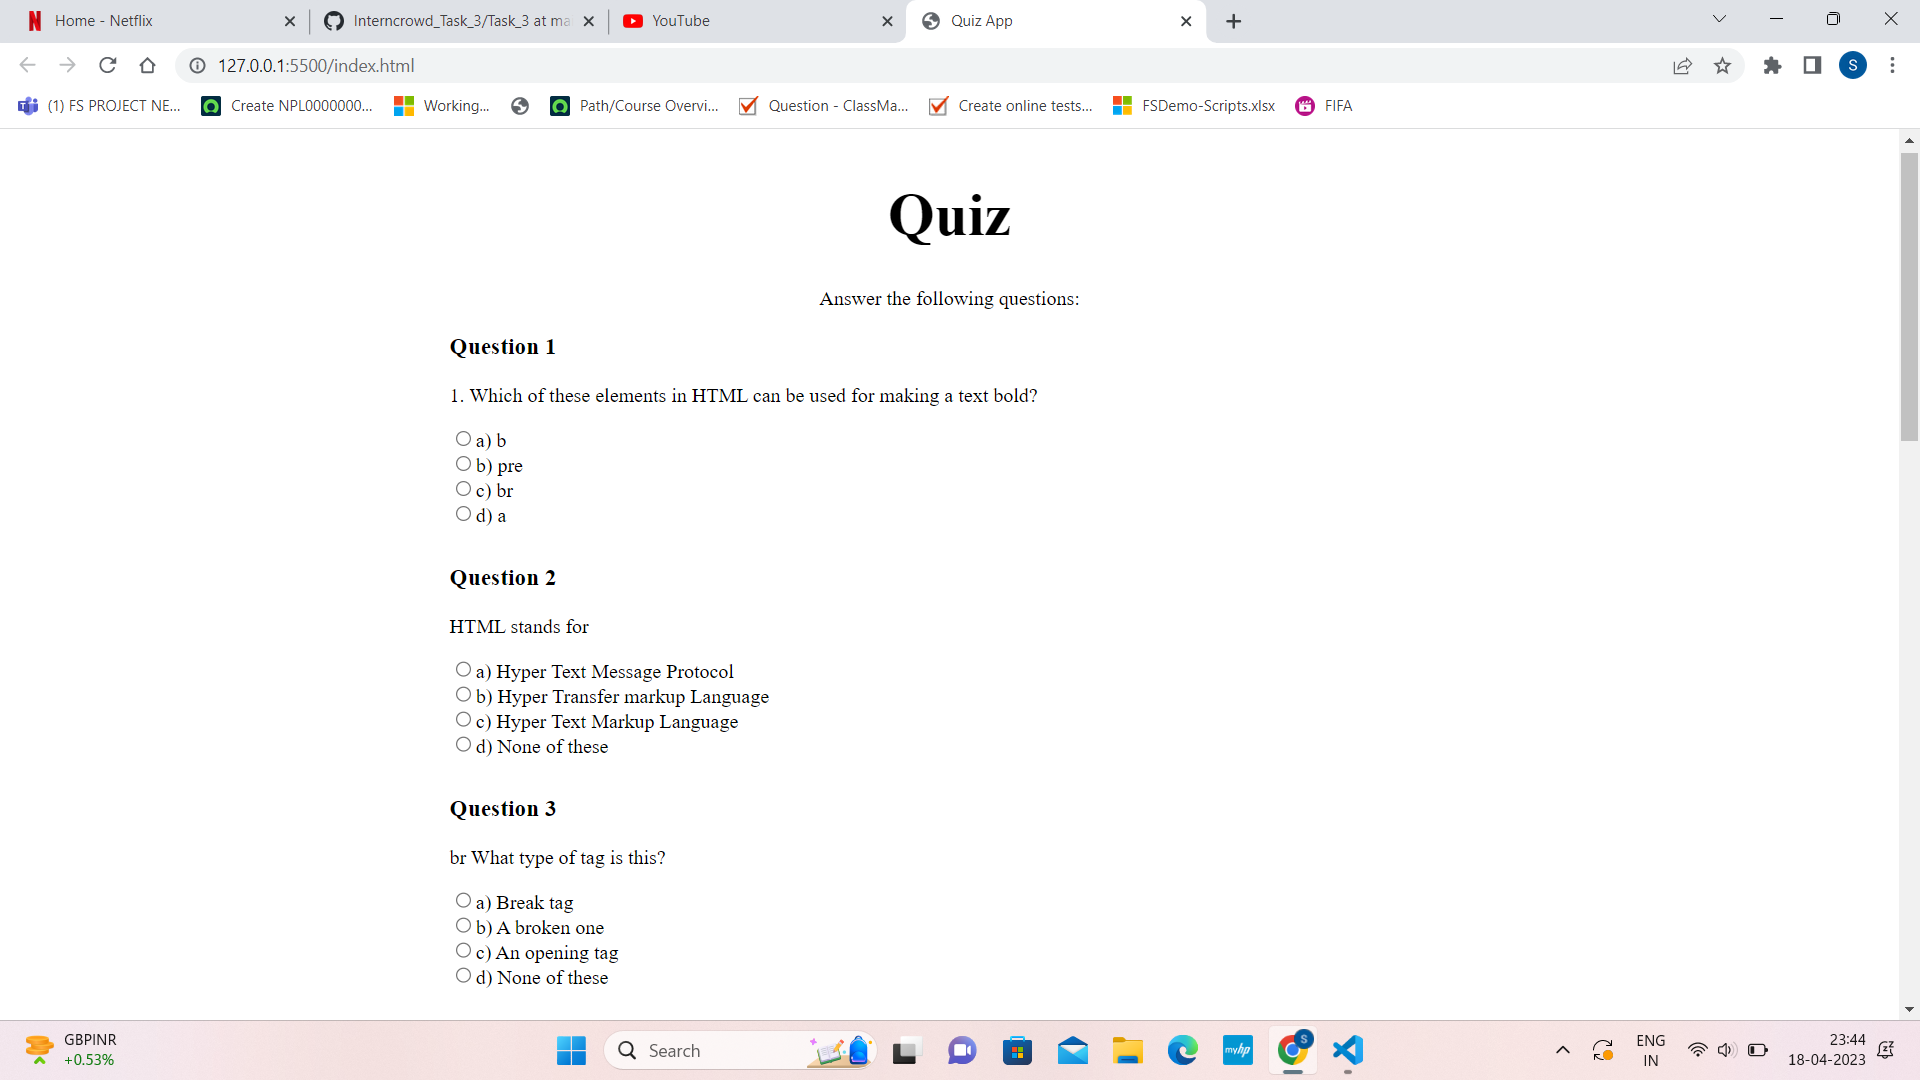 Home - Netflix
Interncrowd_Task_3/Task_3 at ma
YouTube
Quiz App
127.0.0.1:5500/index.html
S
(1) FS PROJECT NE...
Create NPL0000000...
Working...
Path/Course Overvi...
Question - ClassMa...
Create online tests...
FSDemo-Scripts.xlsx
FIFA
Quiz
Answer the following questions:
Question 1
1. Which of these elements in HTML can be used for making a text bold?
a) b
b) pre
c) br
d) a
Question 2
HTML stands for
a) Hyper Text Message Protocol
b) Hyper Transfer markup Language
c) Hyper Text Markup Language
d) None of these
Question 3
br What type of tag is this?
a) Break tag
b) A broken one
c) An opening tag
d) None of these
GBPINR
+0.53%
Search
myhp
S
ENG
IN
23:44
18-04-2023